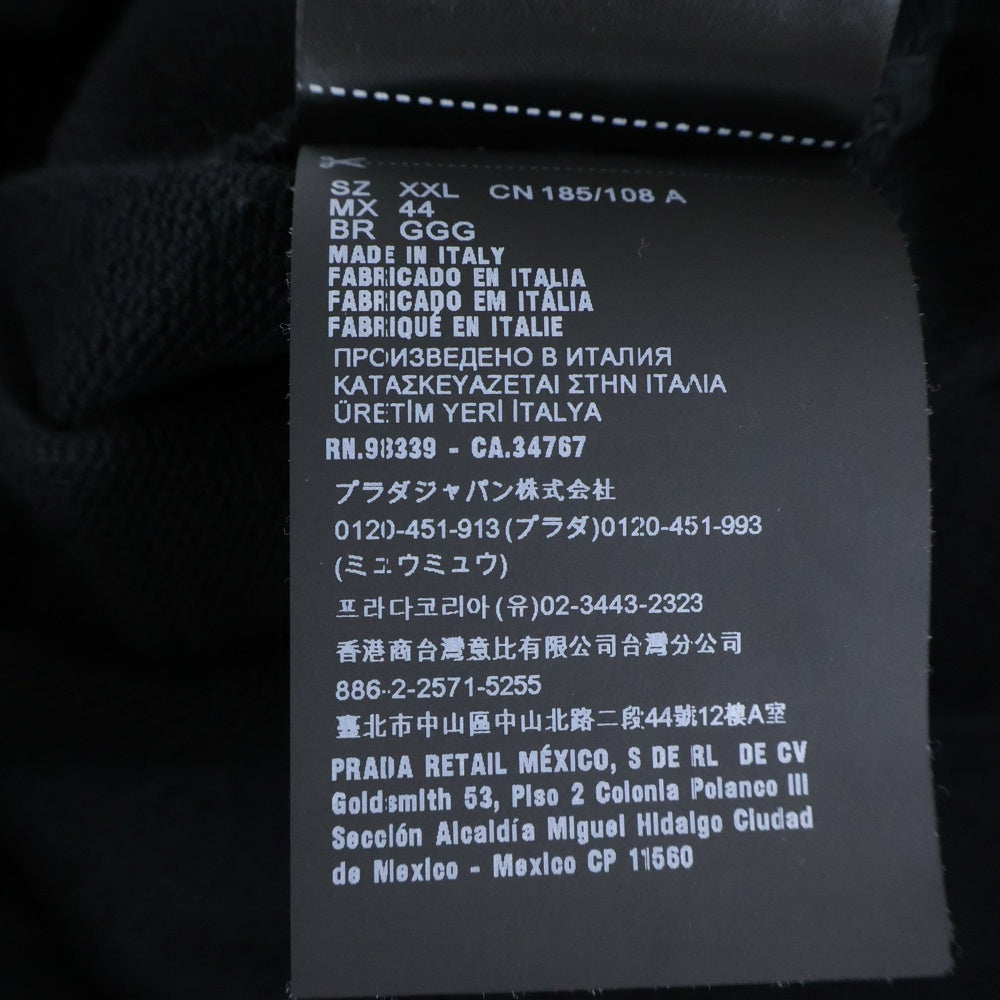 SZ XXL CN 185/108 A
MX 44
BR GGG
MADE IN ITALY
FABRICADO EN ITALIA
FABRICADO EM ITÁLIA
FABRIQUÉ EN ITALIE
ПРОИЗВЕДЕНО В ИТАЛИЯ
ΚΑΤΑΣΚΕΥΑΖΕΤΑΙ ΣΤΗΝ ΙΤΑΛΙΑ
ÜRETİM YERİ İTALYA
RN.98339 - CA.34767
プラダジャパン株式会社
0120-451-913(プラダ)0120-451-993
(ミュウミュウ)
프라다코리아(유)02-3443-2323
香港商台灣意比有限公司台灣分公司
886-2-2571-5255
臺北市中山區中山北路二段44號12樓A室
PRADA RETAIL MÉXICO, S DE RL DE CV
Goldsmith 53, Piso 2 Colonia Polanco III
Sección Alcaldía Miguel Hidalgo Ciudad
de Mexico - Mexico CP 11560